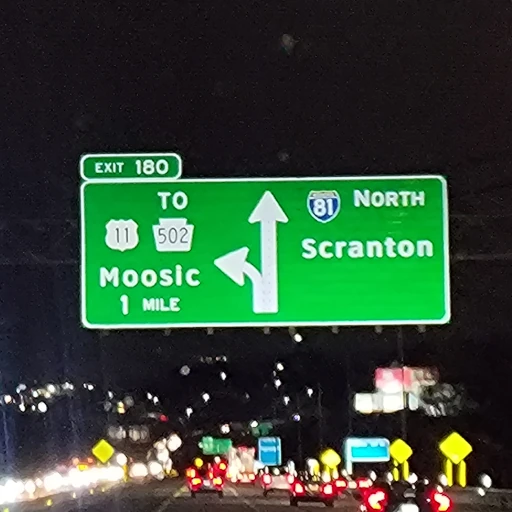 EXIT 180
TO
11 502
Moosic
1 MILE
81 NORTH
Scranton